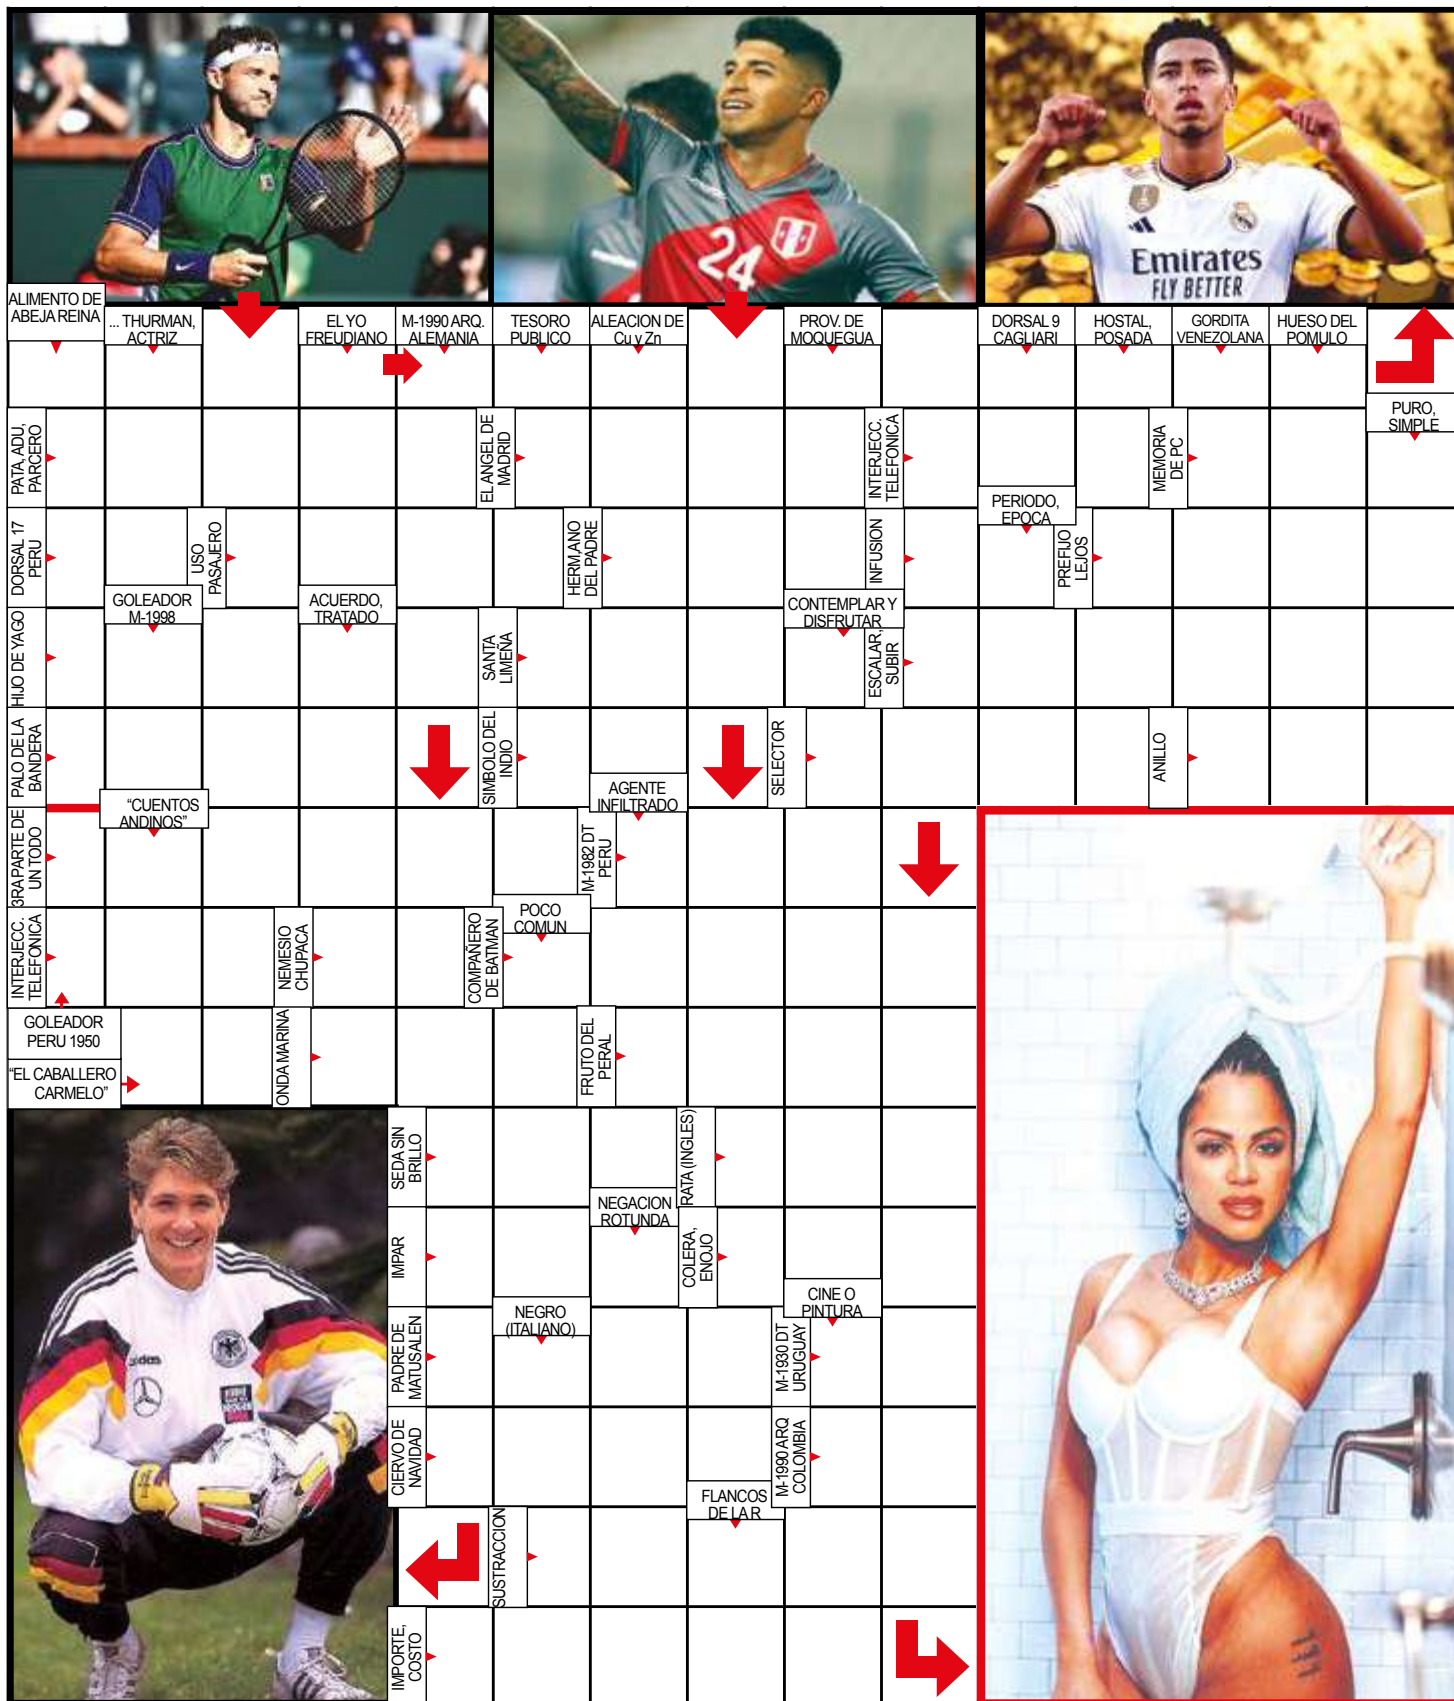 24
Emirates
FLY BETTER
ALIMENTO DE
ABEJA REINA
... THURMAN,
ACTRIZ
EL YO
FREUDIANO
M-1990 ARQ.
ALEMANIA
TESORO
PUBLICO
ALEACION DE
Cu y Zn
PROV. DE
MOQUEGUA
DORSAL 9
CAGLIARI
HOSTAL,
POSADA
GORDITA
VENEZOLANA
HUESO DEL
POMULO
PURO,
SIMPLE
PATA, ADU,
PARCERO
EL ANGEL DE
MADRID
INTERJECC.
TELEFONICA
MEMORIA
DE PC
PERIODO,
EPOCA
DORSAL 17
PERU
USO
PASAJERO
HERM,ANO
DEL PADRE
INFUSION
PREFIJO
LEJOS
GOLEADOR
M-1998
ACUERDO,
TRATADO
CONTEMPLAR Y
DISFRUTAR
HIJO DE YAGO
SANTA
LIMEÑA
ESCALAR,
SUBIR
PALO DE LA
BANDERA
SIMBOLO DEL
INDIO
SELECTOR
ANILLO
AGENTE
INFILTRADO
"CUENTOS
ANDINOS"
3RA PARTE DE
UN TODO
M-1982 DT
PERU
POCO
COMUN
INTERJECC.
TELEFONICA
NEMESIO
CHUPACA
COMPAÑERO
DE BATMAN
GOLEADOR
PERU 1950
"EL CABALLERO
CARMELO"
ONDA MARINA
FRUTO DEL
PERAL
SEDA SIN
BRILLO
RATA (INGLES)
NEGACION
ROTUNDA
IMPAR
COLERA,
ENOJO
CINE O
PINTURA
NEGRO
(ITALIANO)
PADRE DE
MATUSALEN
M-1930 DT
URUGUAY
CIERVO DE
NAVIDAD
M-1990 ARQ
COLOMBIA
FLANCOS
DE LA R
SUSTRACCION
IMPORTE,
COSTO
adidas